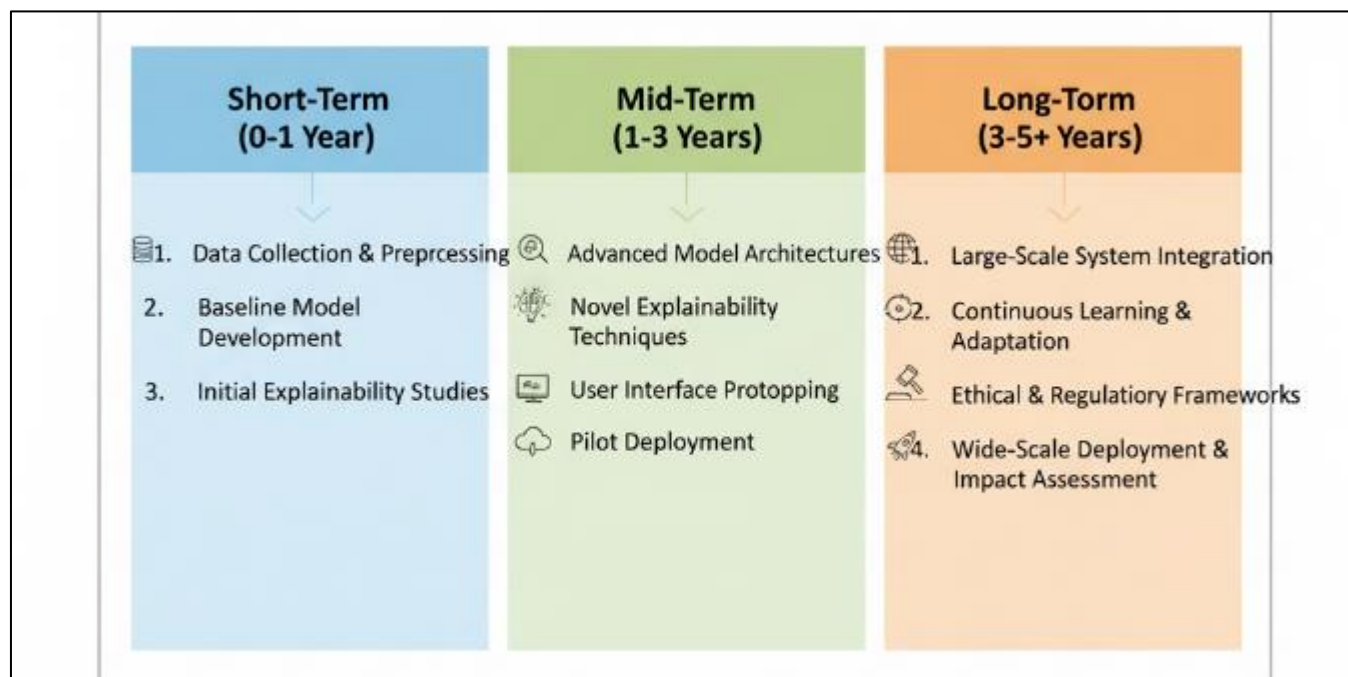 Short-Term
(0-1 Year)
1. Data Collection & Preprcessing
2. Baseline Model
Development
3. Initial Explainability Studies
Mid-Term
(1-3 Years)
Advanced Model Architectures
Novel Explainability
Techniques
User Interface Protopping
Pilot Deployment
Long-Torm
(3-5+ Years)
1. Large-Scale System Integration
2. Continuous Learning &
Adaptation
Ethical & Regulatiory Frameworks
4. Wide-Scale Deployment &
Impact Assessment